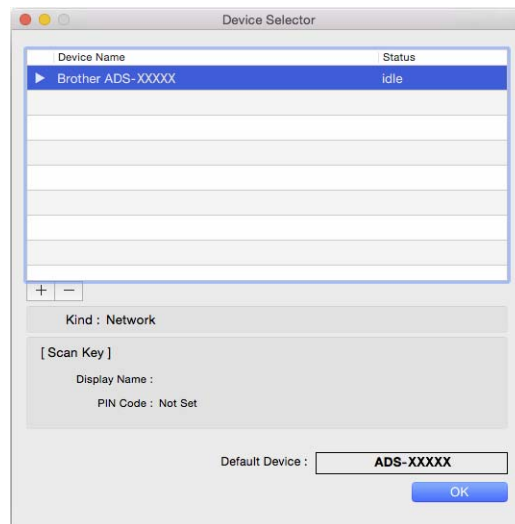 Device Selector
Device Name Status
Brother ADS-XXXXX idle
+ −
Kind : Network
[ Scan Key ]
Display Name :
PIN Code : Not Set
Default Device : ADS-XXXXX
OK